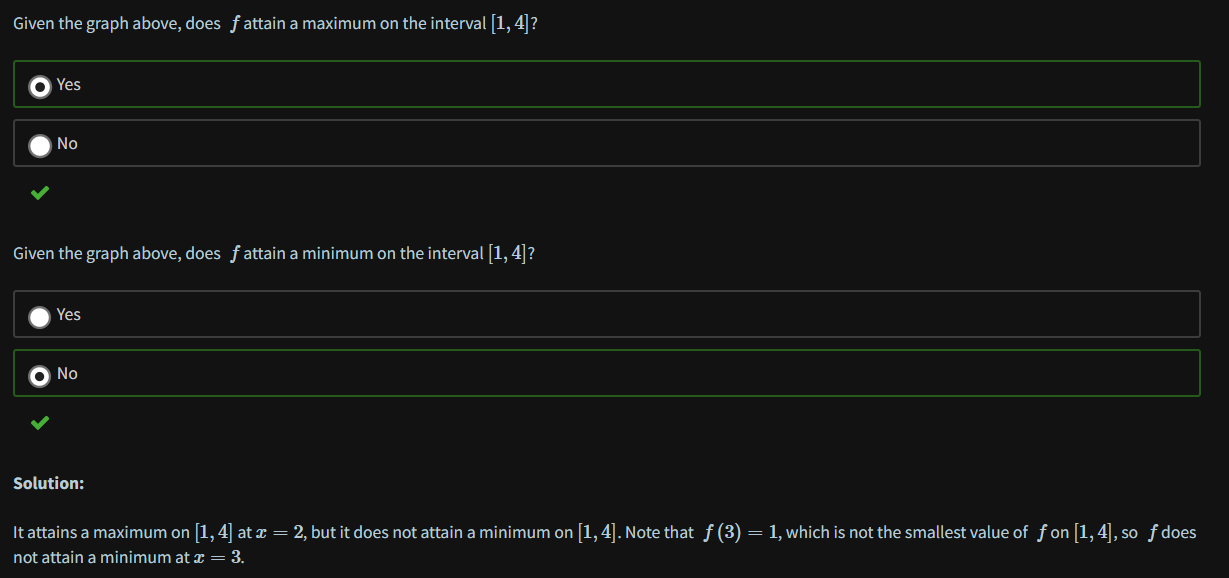 Given the graph above, does f attain a maximum on the interval [1, 4]?
Yes
No
Given the graph above, does f attain a minimum on the interval [1, 4]?
Yes
No
Solution:
It attains a maximum on [1, 4] at x = 2, but it does not attain a minimum on [1, 4]. Note that f (3) = 1, which is not the smallest value of f on [1, 4], so f does
not attain a minimum at x = 3.